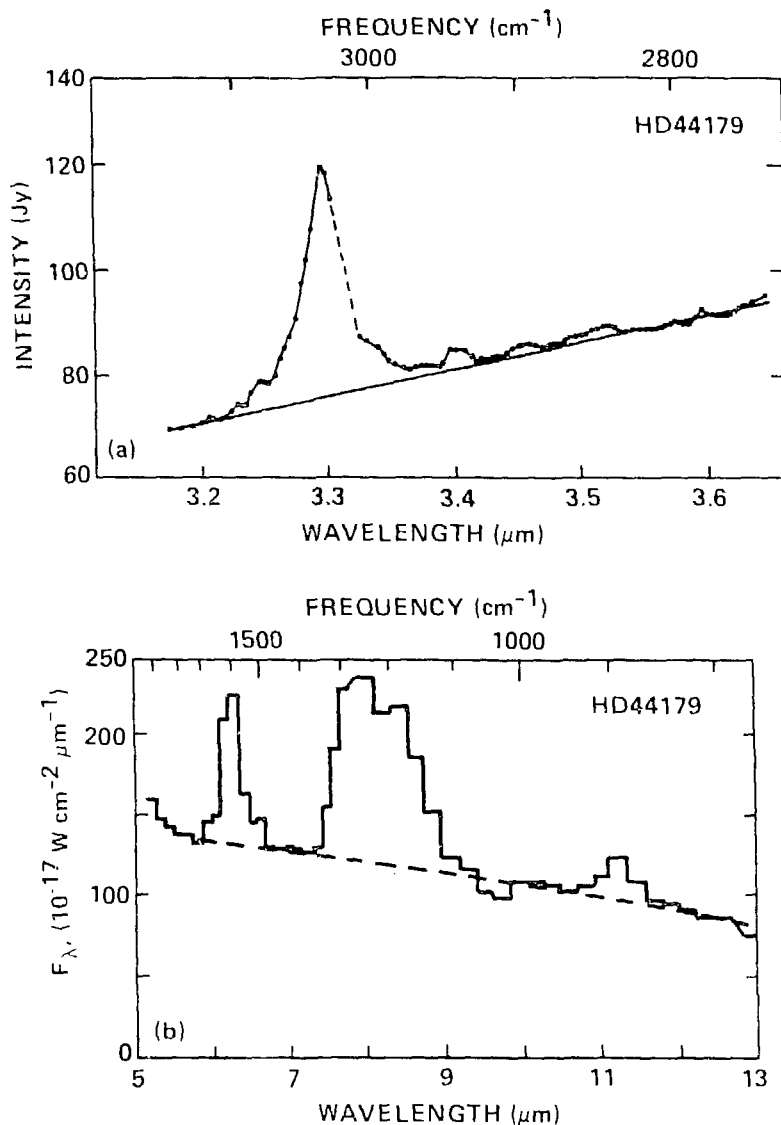 FREQUENCY (cm⁻¹)
3000 2800
140
120
100
80
60
INTENSITY (Jy)
HD44179
(a)
3.2 3.3 3.4 3.5 3.6
WAVELENGTH (μm)
FREQUENCY (cm⁻¹)
1500 1000
250
200
100
0
F_λ, (10⁻¹⁷ W cm⁻² μm⁻¹)
HD44179
(b)
5 7 9 11 13
WAVELENGTH (μm)